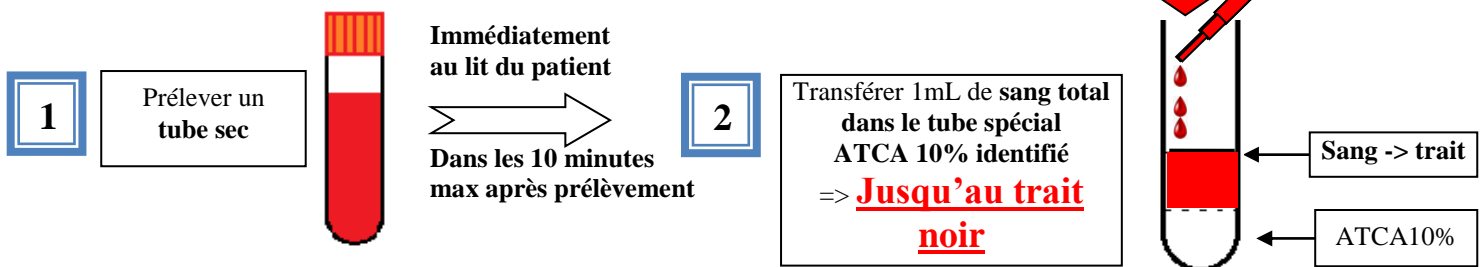 1
Prélever un
tube sec
Immédiatement
au lit du patient
Dans les 10 minutes
max après prélèvement
2
Transférer 1mL de sang total
dans le tube spécial
ATCA 10% identifié
=> Jusqu’au trait
noir
Sang -> trait
ATCA10%